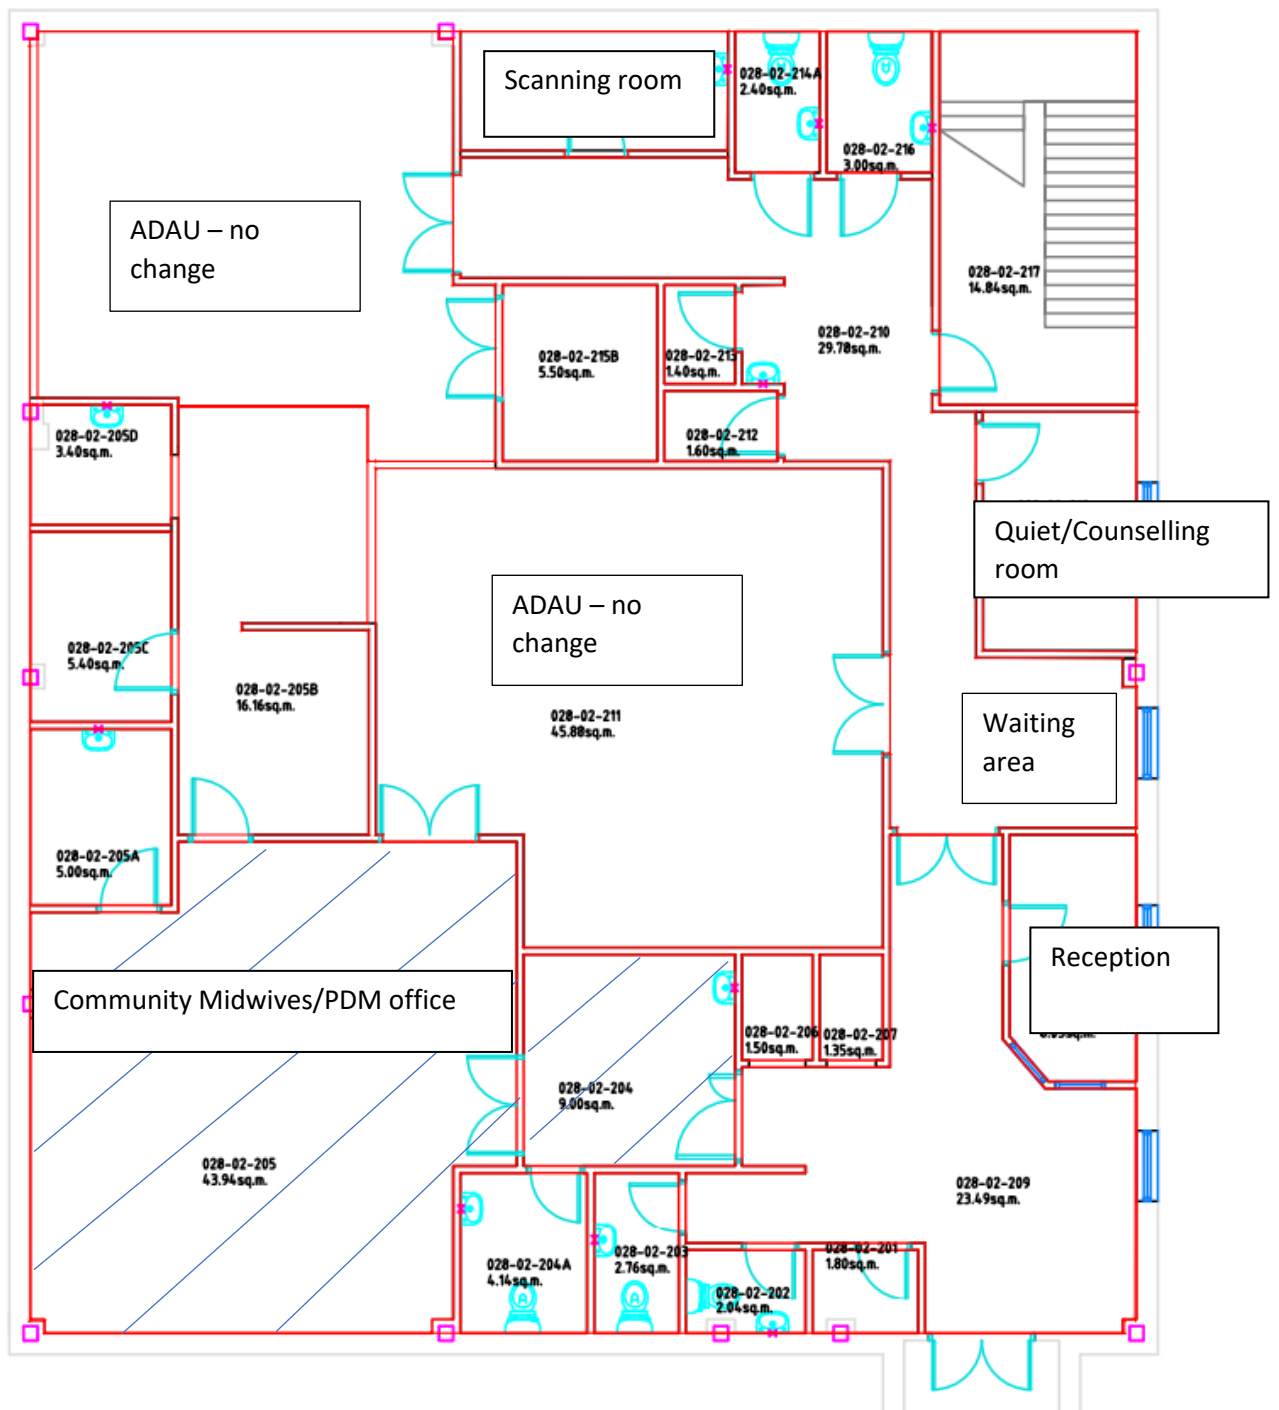 Scanning room
028-02-214A
2.40sq.m.
028-02-216
3.00sq.m.
ADAU – no
change
028-02-217
14.84sq.m.
028-02-210
29.78sq.m.
028-02-215B
5.50sq.m.
028-02-213
1.40sq.m.
028-02-212
1.60sq.m.
028-02-205D
3.40sq.m.
Quiet/Counselling
room
ADAU – no
change
028-02-205C
5.40sq.m.
028-02-205B
16.16sq.m.
028-02-211
45.88sq.m.
Waiting
area
028-02-205A
5.00sq.m.
Reception
Community Midwives/PDM office
028-02-206
1.50sq.m.
028-02-207
1.35sq.m.
028-02-204
9.00sq.m.
028-02-205
43.94sq.m.
028-02-209
23.49sq.m.
028-02-204A
4.14sq.m.
028-02-203
2.76sq.m.
028-02-201
1.80sq.m.
028-02-202
2.04sq.m.